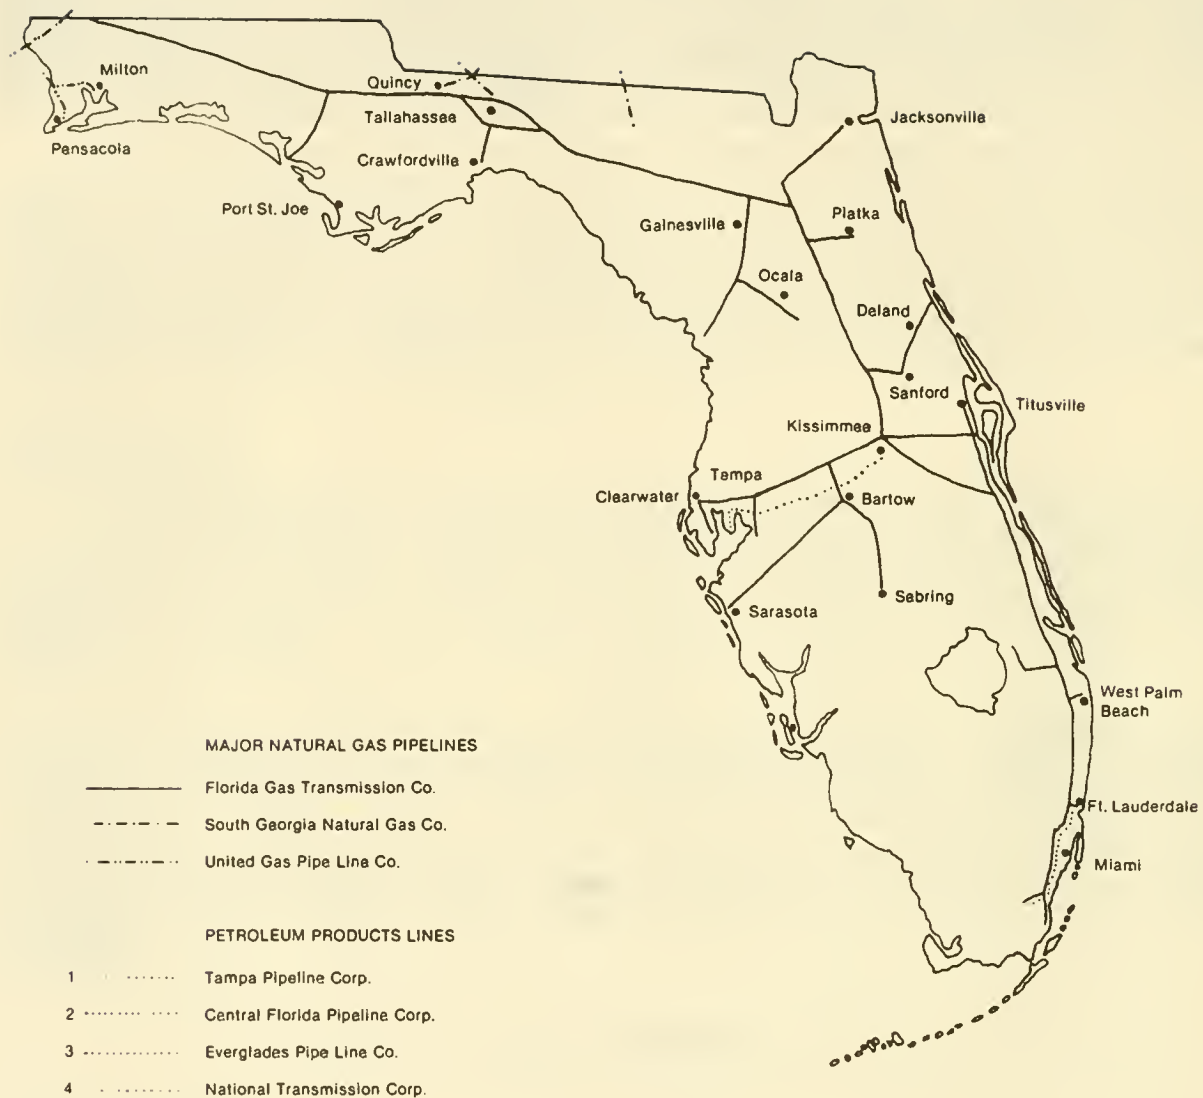 Milton
Quincy
Tallahassee
Jacksonville
Pensacola
Crawfordville
Port St. Joe
Gainesville
Platka
Ocala
Deland
Sanford
Titusville
Kissimmee
Tampa
Clearwater
Bartow
Sebring
Sarasota
West Palm
Beach
Ft. Lauderdale
Miami
MAJOR NATURAL GAS PIPELINES
Florida Gas Transmission Co.
South Georgia Natural Gas Co.
United Gas Pipe Line Co.
PETROLEUM PRODUCTS LINES
1 Tampa Pipeline Corp.
2 Central Florida Pipeline Corp.
3 Everglades Pipe Line Co.
4 National Transmission Corp.